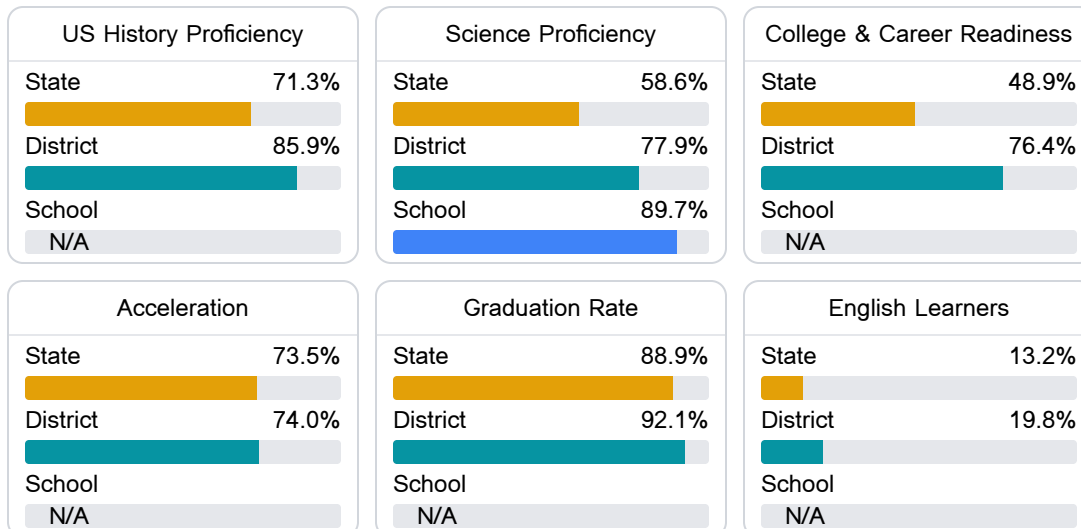 US History Proficiency
State 71.3%
District 85.9%
School
N/A
Science Proficiency
State 58.6%
District 77.9%
School 89.7%
College & Career Readiness
State 48.9%
District 76.4%
School
N/A
Acceleration
State 73.5%
District 74.0%
School
N/A
Graduation Rate
State 88.9%
District 92.1%
School
N/A
English Learners
State 13.2%
District 19.8%
School
N/A